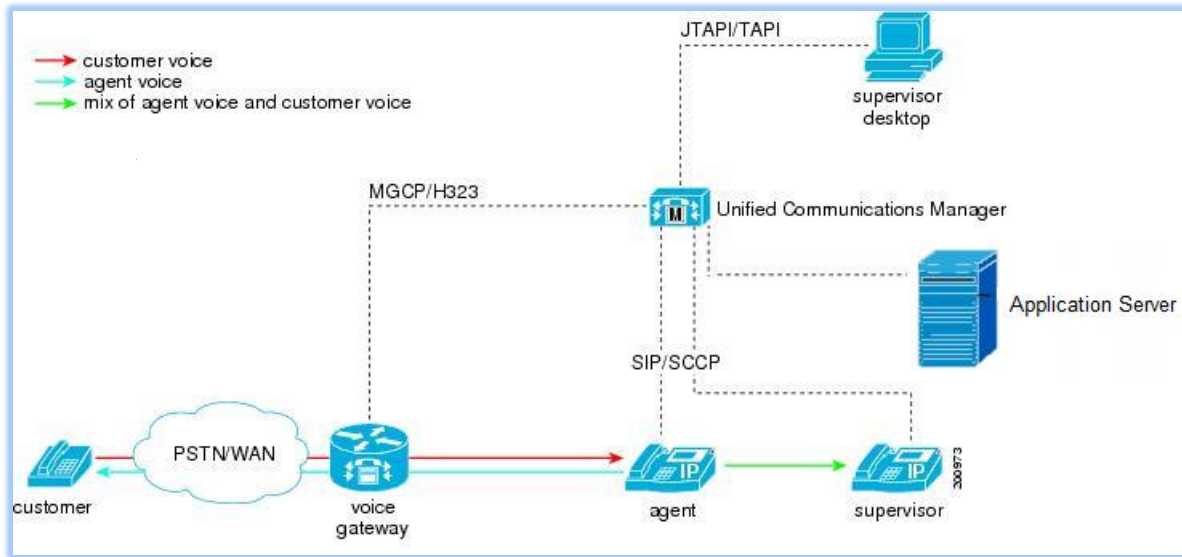 JTAPI/TAPI
customer voice
agent voice
mix of agent voice and customer voice
supervisor
desktop
MGCP/H323
M
Unified Communications Manager
Application Server
SIP/SCCP
PSTN/WAN
IP
IP
200973
customer
voice
gateway
agent
supervisor